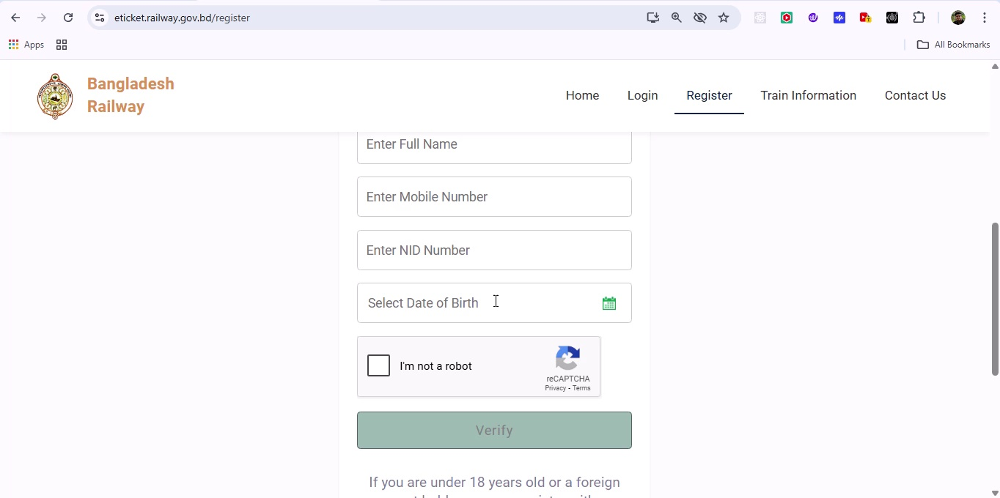 eticket.railway.gov.bd/register
Apps
All Bookmarks
Bangladesh
Railway
Home
Login
Register
Train Information
Contact Us
Enter Full Name
Enter Mobile Number
Enter NID Number
Select Date of Birth
I'm not a robot
reCAPTCHA
Privacy - Terms
Verify
If you are under 18 years old or a foreign